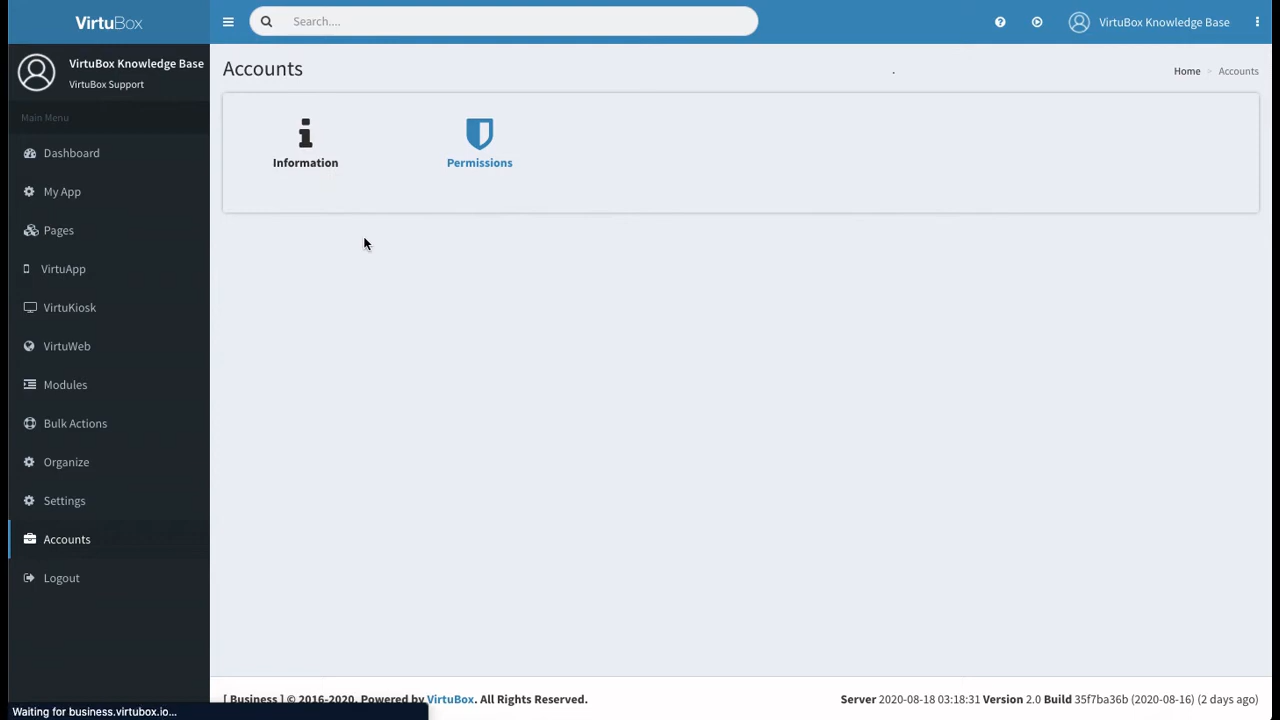 VirtuBox
Search....
VirtuBox Knowledge Base
VirtuBox Knowledge Base
VirtuBox Support
Main Menu
Dashboard
My App
Pages
VirtuApp
VirtuKiosk
VirtuWeb
Modules
Bulk Actions
Organize
Settings
Accounts
Logout
Accounts
Home > Accounts
Information
Permissions
[ Business ] © 2016-2020. Powered by VirtuBox. All Rights Reserved.
Server 2020-08-18 03:18:31 Version 2.0 Build 35f7ba36b (2020-08-16) (2 days ago)
Waiting for business.virtubox.io...